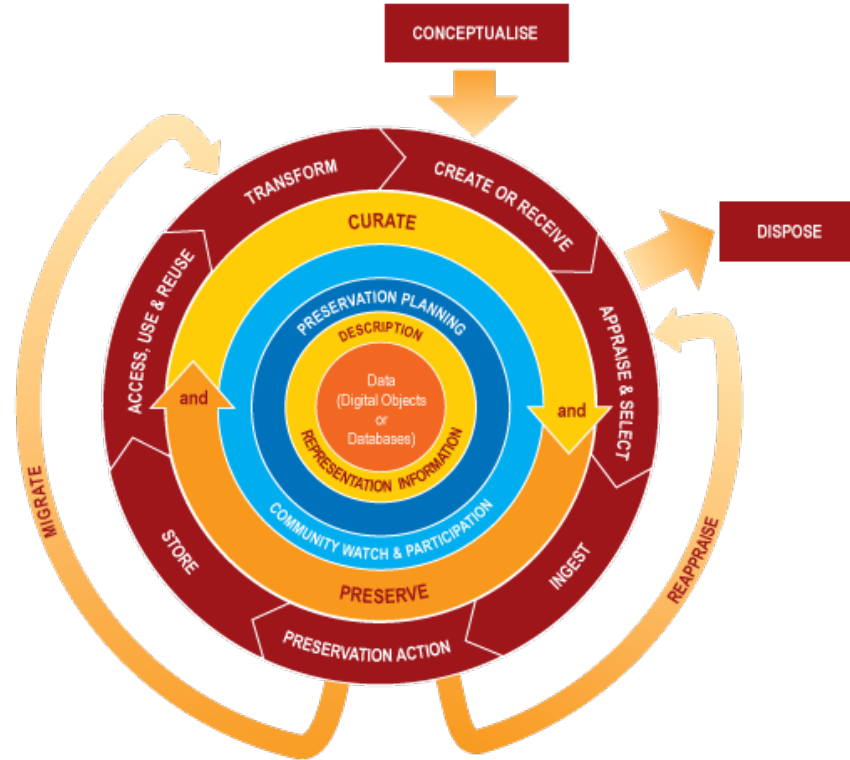 CONCEPTUALISE
TRANSFORM
CREATE OR RECEIVE
DISPOSE
CURATE
ACCESS, USE & REUSE
APPRAISE & SELECT
PRESERVATION PLANNING
DESCRIPTION
Data
(Digital Objects
or
Databases)
and
and
REPRESENTATION INFORMATION
COMMUNITY WATCH & PARTICIPATION
MIGRATE
STORE
INGEST
REAPPRAISE
PRESERVE
PRESERVATION ACTION